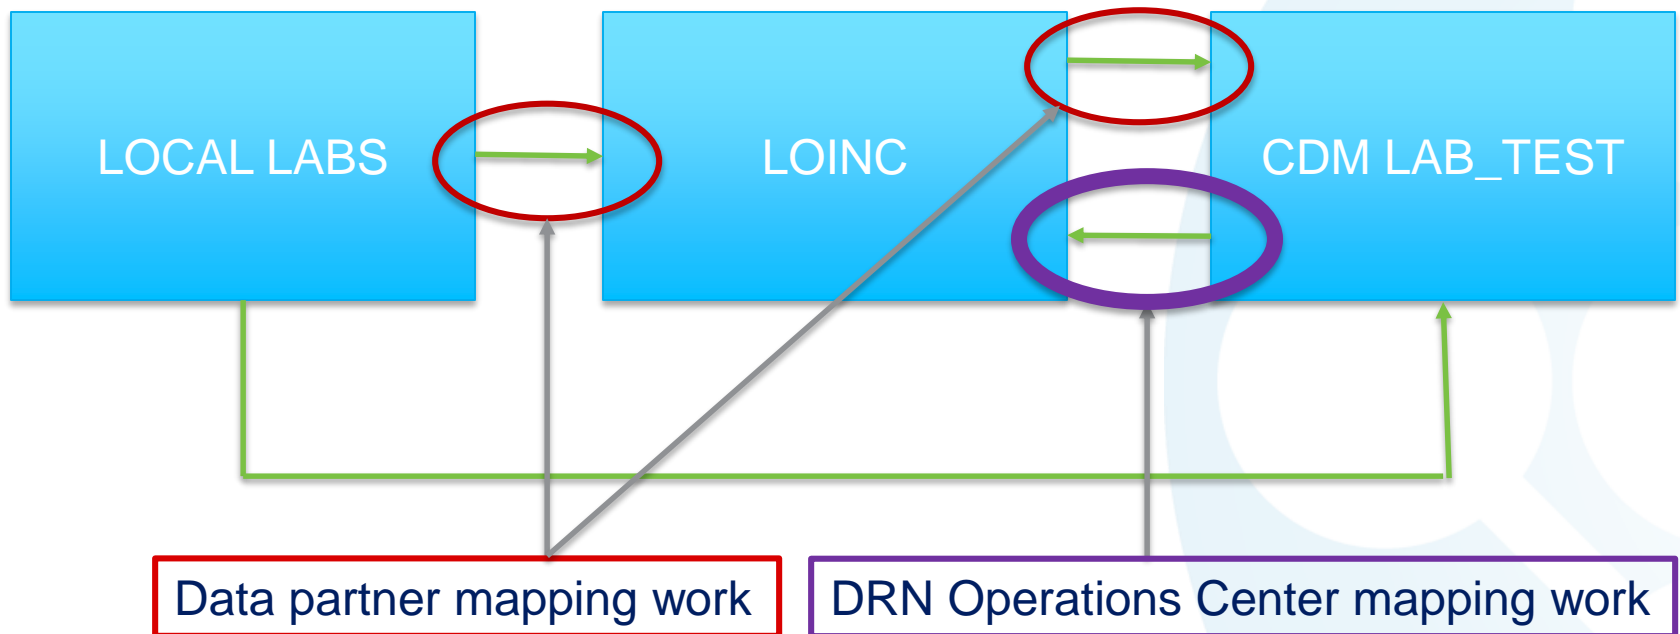 LOCAL LABS
LOINC
CDM LAB_TEST
Data partner mapping work
DRN Operations Center mapping work